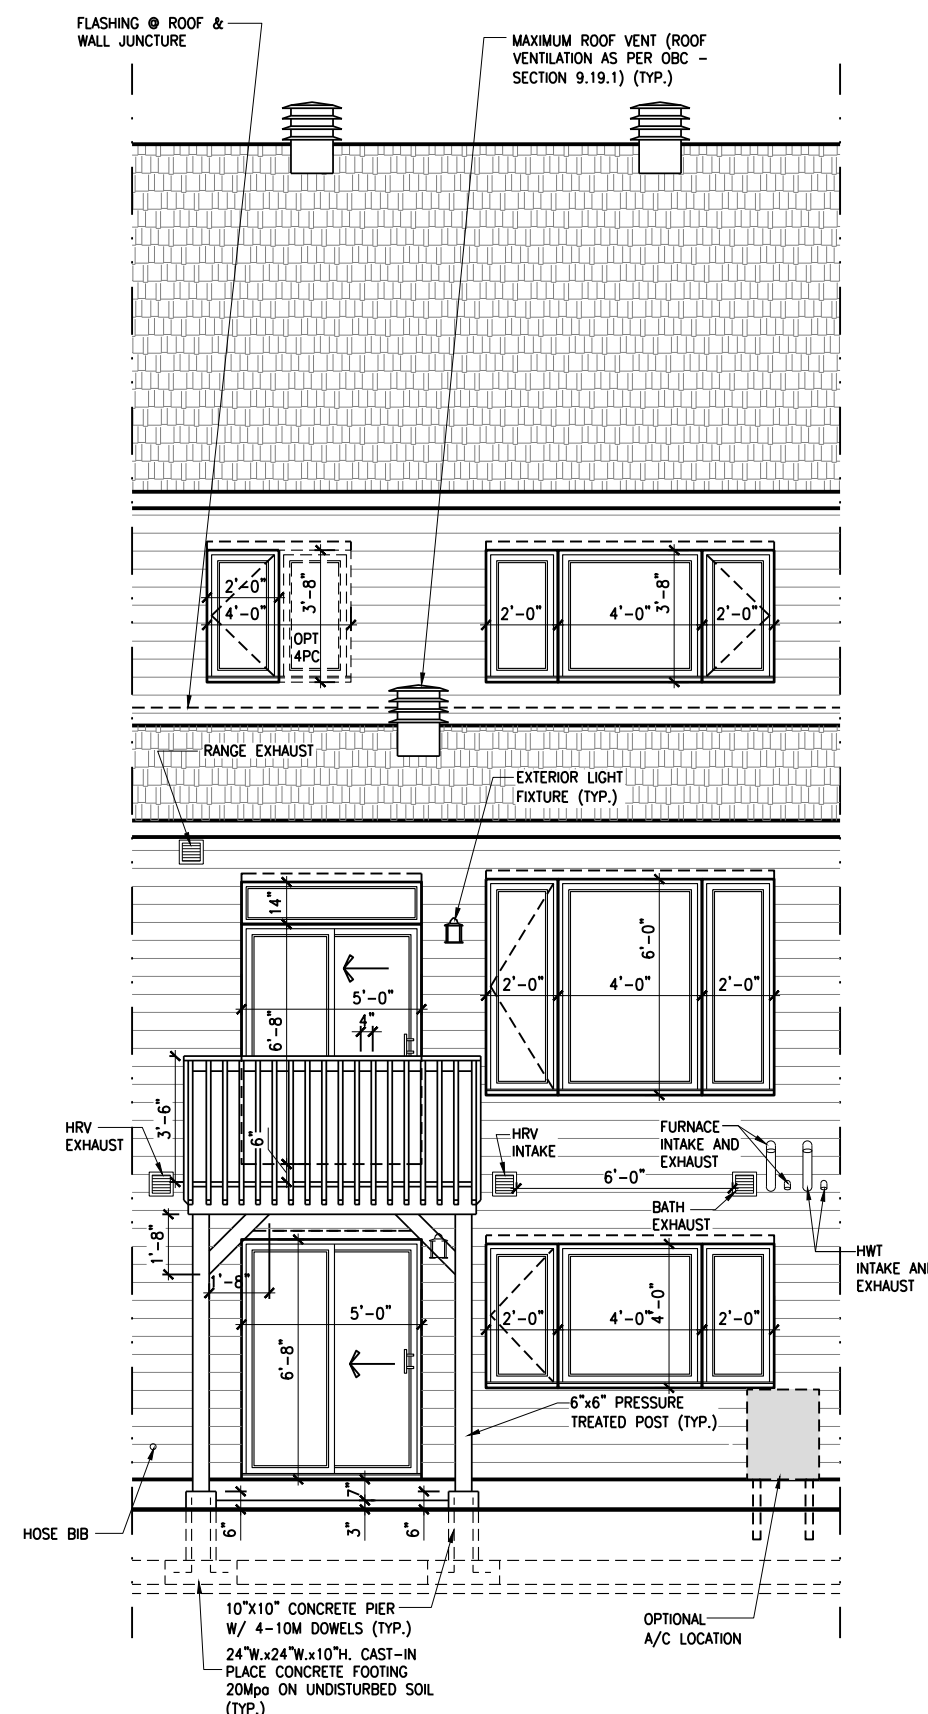 FLASHING @ ROOF &
WALL JUNCTURE
MAXIMUM ROOF VENT (ROOF
VENTILATION AS PER OBC -
SECTION 9.19.1) (TYP.)
2'-0"
4'-0"
3'-8"
OPT
4PC
2'-0"
4'-0"
3'-8"
2'-0"
RANGE EXHAUST
EXTERIOR LIGHT
FIXTURE (TYP.)
14"
6'-0"
2'-0"
4'-0"
2'-0"
5'-0"
6'-8"
4"
3'-6"
6"
HRV
EXHAUST
HRV
INTAKE
FURNACE
INTAKE AND
EXHAUST
6'-0"
BATH
EXHAUST
HWT
INTAKE AN
EXHAUST
1'-8"
1'-8"
5'-0"
6'-8"
2'-0"
4'-0"
4'-0"
2'-0"
6"x6" PRESSURE
TREATED POST (TYP.)
7"
6"
3"
6"
HOSE BIB
10"X10" CONCRETE PIER
W/ 4-10M DOWELS (TYP.)
24"W.x24"W.x10"H. CAST-IN
PLACE CONCRETE FOOTING
20Mpa ON UNDISTURBED SOIL
(TYP.)
OPTIONAL
A/C LOCATION